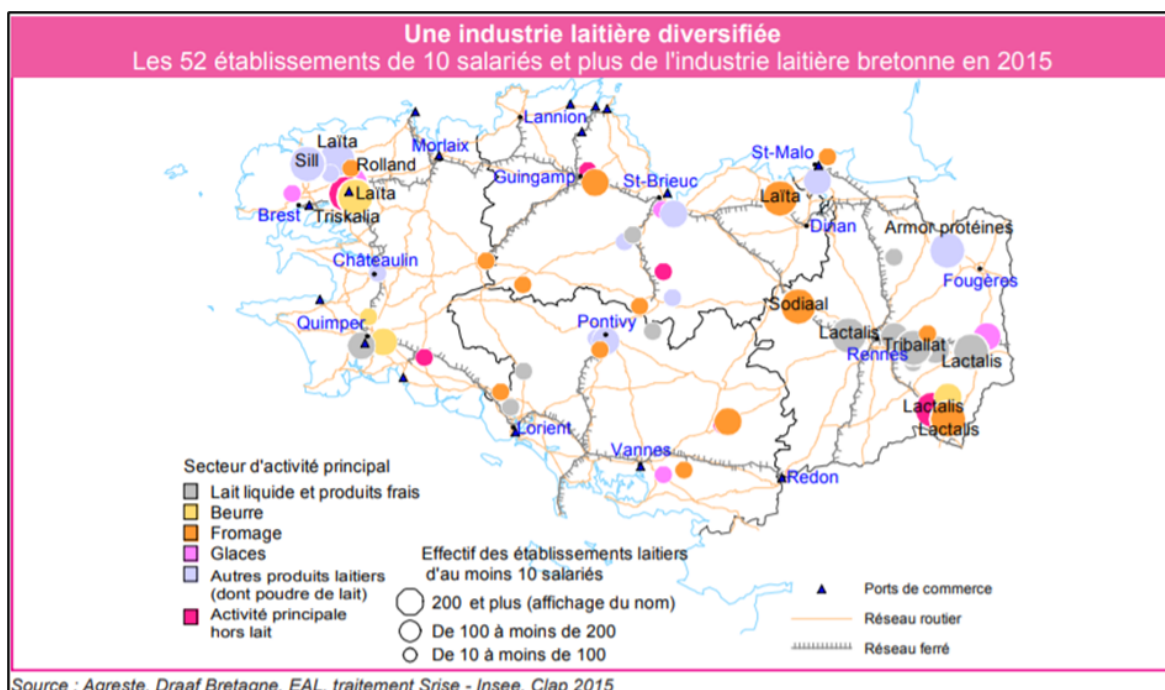 Une industrie laitière diversifiée
Les 52 établissements de 10 salariés et plus de l'industrie laitière bretonne en 2015
Lannion
Laïta
Morlaix
St-Malo
Sill
Rolland
Guingamp
St-Brieuc
Laïta
Laïta
Brest
Triskalia
Dinan
Armor protéines
Châteaulin
Fougères
Sodiaal
Quimper
Pontivy
Lactalis
Triballat
Rennes
Lactalis
Lactalis
Lorient
Lactalis
Vannes
Redon
Secteur d'activité principal
Lait liquide et produits frais
Beurre
Fromage
Glaces
Autres produits laitiers
(dont poudre de lait)
Activité principale
hors lait
Effectif des établissements laitiers
d'au moins 10 salariés
200 et plus (affichage du nom)
De 100 à moins de 200
De 10 à moins de 100
Ports de commerce
Réseau routier
Réseau ferré
Source : Agreste, Draaf Bretagne, EAL, traitement Srise - Insee, Clap 2015